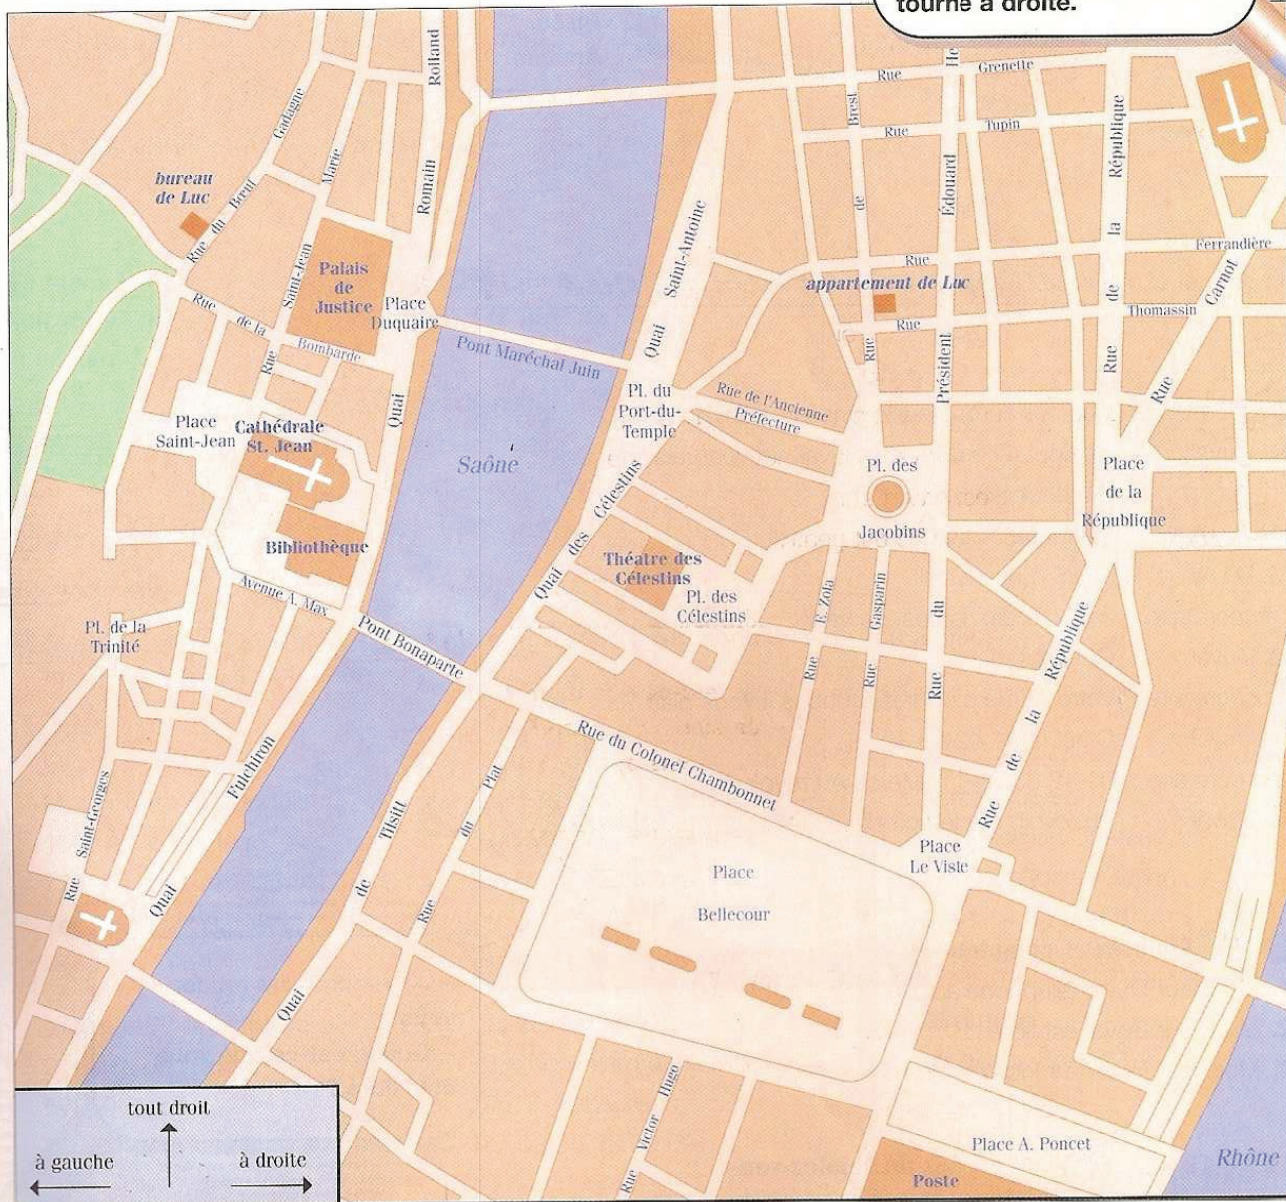 tourne à droite.
Rue Grenette
Rue Tupin
Rue de Brest
Édouard
Président
Rue du
Rue de la République
Rue Ferrandière
Rue Thomassin
Rue Carnot
Romain Rolland
Rue du Bœuf
Gadagne
Marie
bureau
de Luc
Rue Saint-Jean
Palais
de
Justice
Place
Duquaire
Rue de la Bombarde
Pont Maréchal Juin
Quai Saint-Antoine
appartement de Luc
Pl. du
Port-du-
Temple
Rue de l'Ancienne
Préfecture
Quai
Place
Saint-Jean
Cathédrale
St. Jean
Saône
Pl. des
Jacobins
Place
de la
République
Bibliothèque
Quai des Célestins
Théatre des
Célestins
Pl. des
Célestins
Avenue A. Max
Pont Bonaparte
Pl. de la
Trinité
Rue E. Zola
Rue Gasparin
Rue de la République
Rue du Colonel Chambonnet
Quai Fulchiron
Rue Saint-Georges
Quai de Tilsitt
Rue du Plat
Place
Le Viste
Place
Bellecour
Rue Victor Hugo
Place A. Poncet
Poste
Rhône
tout droit
à gauche
à droite